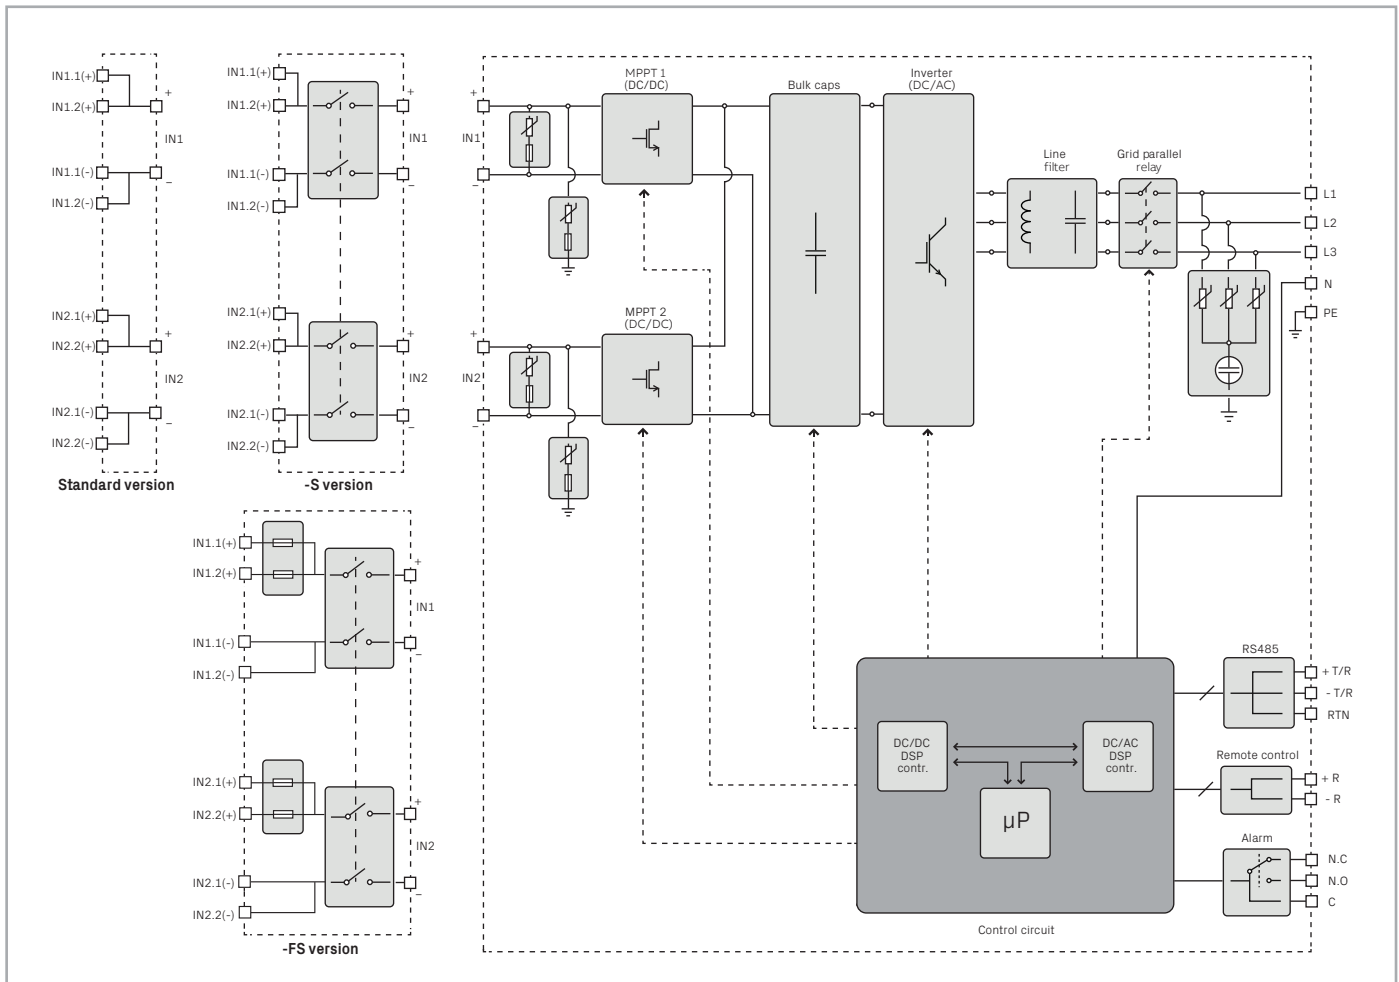 IN1.1(+)
IN1.2(+)
+
IN1
IN1.1(-)
−
IN1.2(-)
IN2.1(+)
+
IN2.2(+)
IN2
IN2.1(-)
−
IN2.2(-)
Standard version
IN1.1(+)
+
IN1.2(+)
IN1
IN1.1(-)
−
IN1.2(-)
IN2.1(+)
+
IN2.2(+)
IN2
IN2.1(-)
−
IN2.2(-)
-S version
IN1.1(+)
+
IN1.2(+)
IN1
IN1.1(-)
−
IN1.2(-)
IN2.1(+)
+
IN2.2(+)
IN2
IN2.1(-)
−
IN2.2(-)
-FS version
+
IN1
−
+
IN2
−
MPPT 1
(DC/DC)
MPPT 2
(DC/DC)
Bulk caps
Inverter
(DC/AC)
Line
filter
Grid parallel
relay
L1
L2
L3
N
PE
DC/DC
DSP
contr.
DC/AC
DSP
contr.
µP
Control circuit
RS485
+ T/R
- T/R
RTN
Remote control
+ R
- R
Alarm
N.C
N.O
C